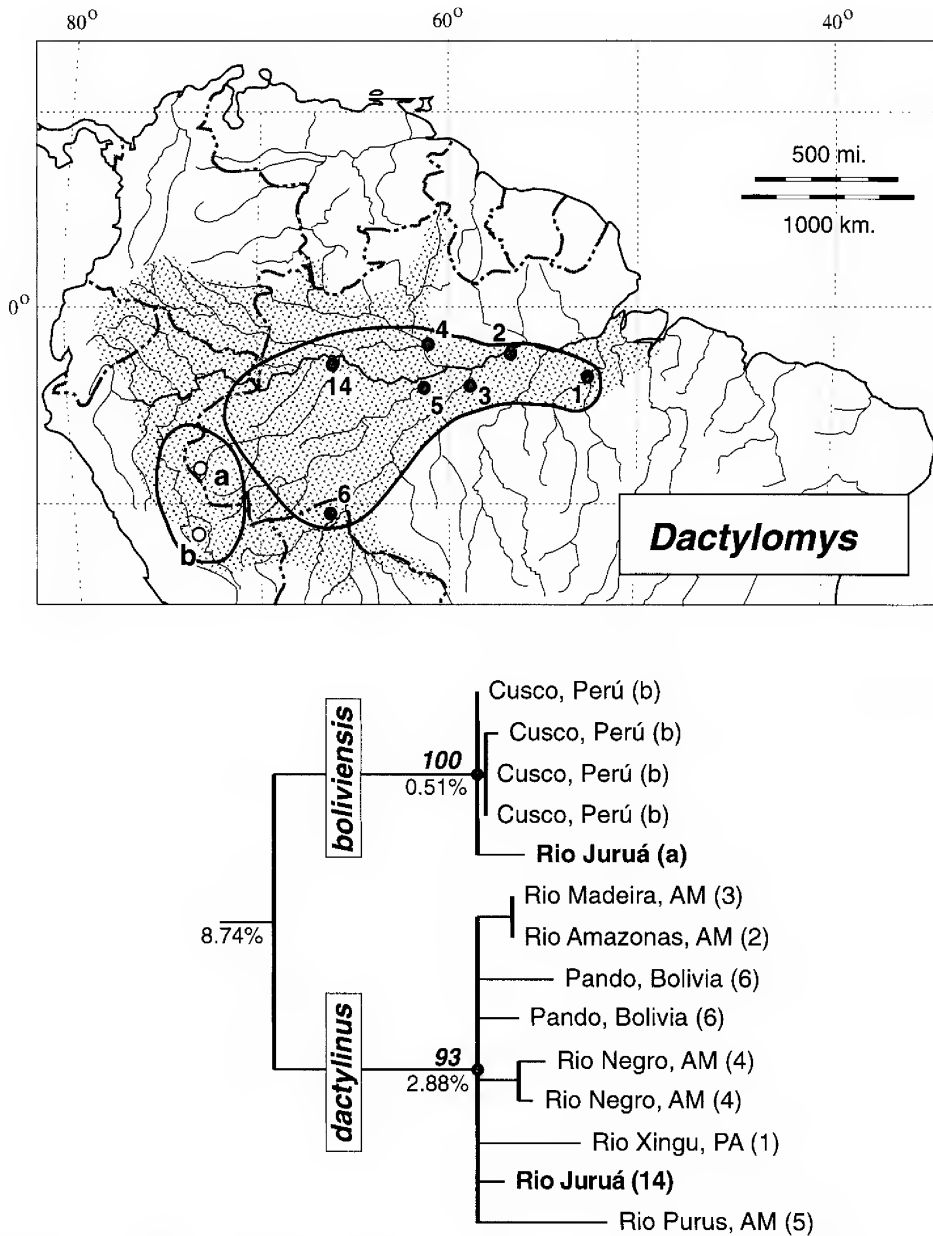 80° 60° 40°
500 mi.
1000 km.
0°
4 2
14 5 3 1
a 6
b
Dactylomys
boliviensis
100
0.51%
Cusco, Perú (b)
Cusco, Perú (b)
Cusco, Perú (b)
Cusco, Perú (b)
Rio Juruá (a)
8.74%
dactylinus
93
2.88%
Rio Madeira, AM (3)
Rio Amazonas, AM (2)
Pando, Bolivia (6)
Pando, Bolivia (6)
Rio Negro, AM (4)
Rio Negro, AM (4)
Rio Xingu, PA (1)
Rio Juruá (14)
Rio Purus, AM (5)